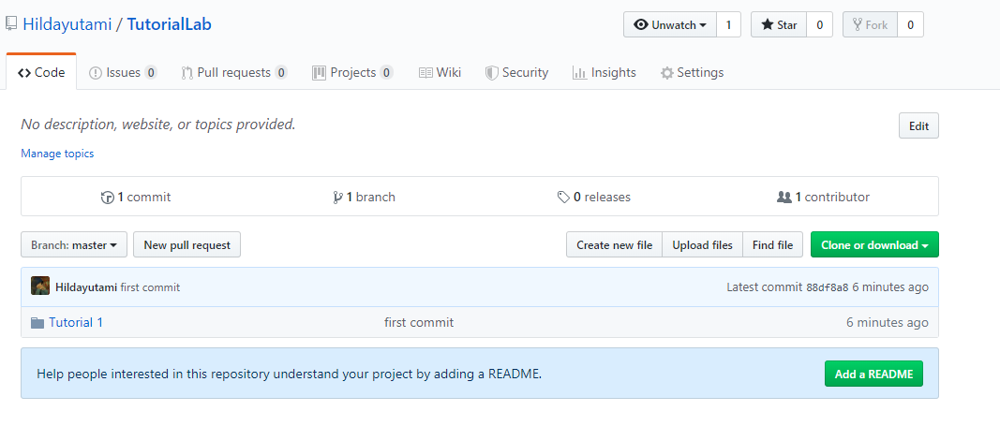 Hildayutami / TutorialLab Unwatch 1 Star 0 Fork 0
Code Issues 0 Pull requests 0 Projects 0 Wiki Security Insights Settings
No description, website, or topics provided. Edit
Manage topics
1 commit 1 branch 0 releases 1 contributor
Branch: master New pull request Create new file Upload files Find file Clone or download
Hildayutami first commit Latest commit 88df8a8 6 minutes ago
Tutorial 1 first commit 6 minutes ago
Help people interested in this repository understand your project by adding a README. Add a README